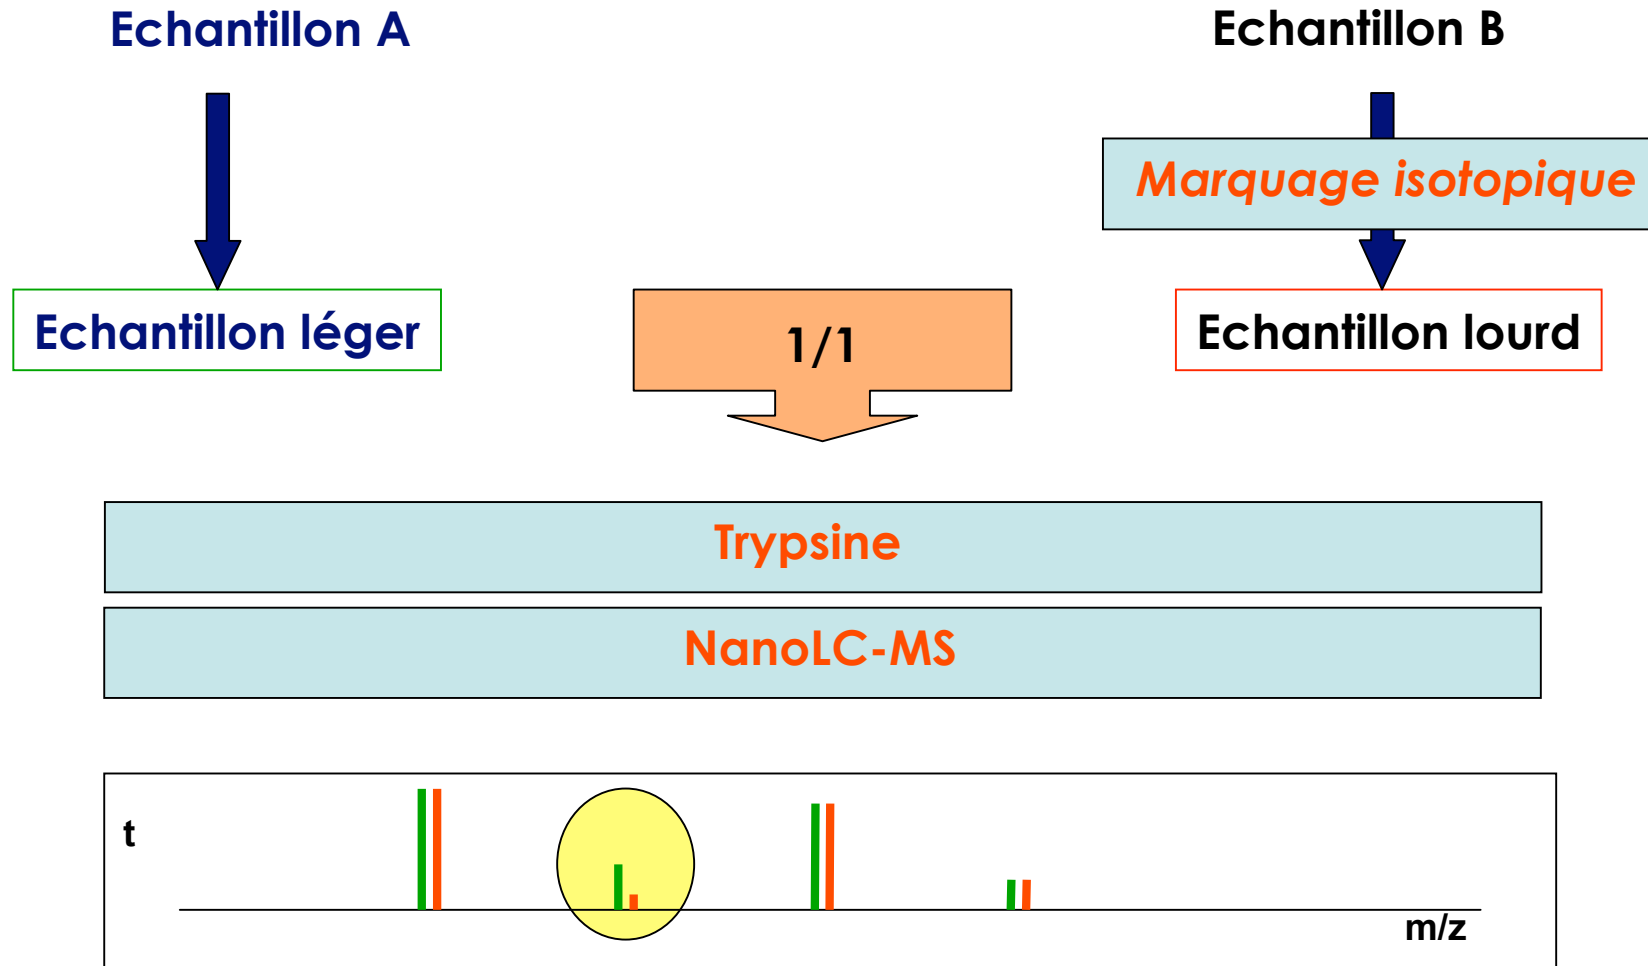 Echantillon A
Echantillon B
Marquage isotopique
Echantillon léger
1/1
Echantillon lourd
Trypsine
NanoLC-MS
t
m/z